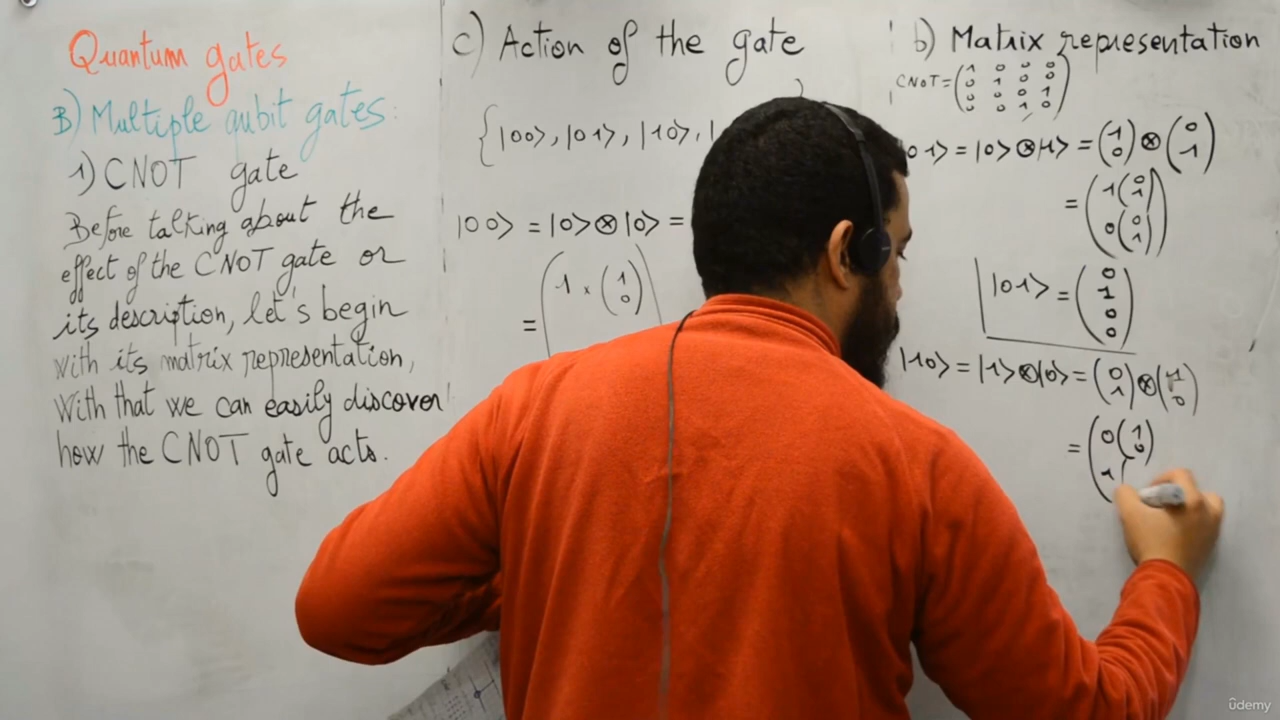 Quantum gates
B) Multiple qubit gates:
1) CNOT gate
Before talking about the
effect of the CNOT gate or
its description, let's begin
with its matrix representation,
With that we can easily discover
how the CNOT gate acts.
c) Action of the gate
{|00>, |01>, |10>, |
|00> = |0>⊗|0> =
= ( 1 × (1 0)
b) Matrix representation
CNOT = (1 0 0 0
0 1 0 0
0 0 0 1
0 0 1 0)
01> = |0>⊗|1> = (1 0) ⊗ (0 1)
= (1(0 1)
0(0 1))
|01> = (0 1 0 0)
|10> = |1>⊗|0> = (0 1) ⊗ (1 0)
= (0(1 0)
1(
ûdemy